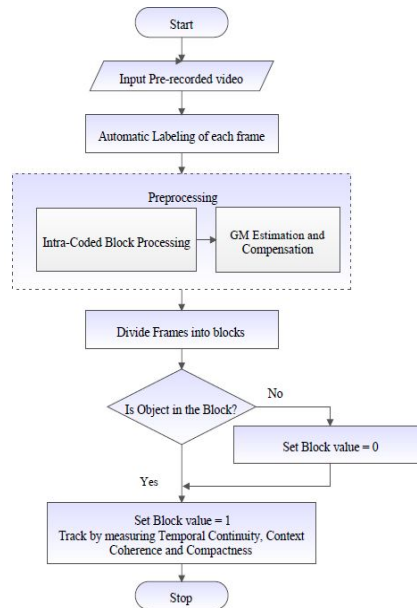 Start
Input Pre-recorded video
Automatic Labeling of each frame
Preprocessing
Intra-Coded Block Processing
GM Estimation and
Compensation
Divide Frames into blocks
Is Object in the Block?
No
Set Block value = 0
Yes
Set Block value = 1
Track by measuring Temporal Continuity, Context
Coherence and Compactness
Stop